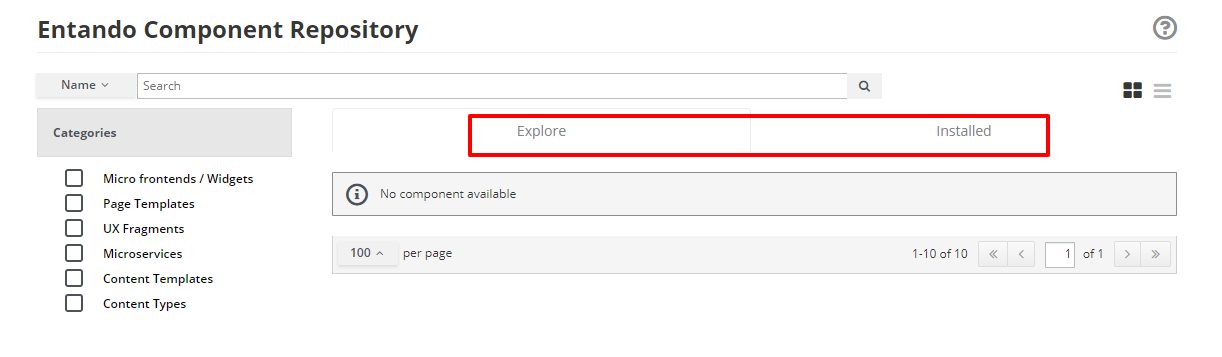 Entando Component Repository
Name
Search
Categories
Explore
Installed
Micro frontends / Widgets
Page Templates
UX Fragments
Microservices
Content Templates
Content Types
No component available
100 per page
1-10 of 10
1 of 1